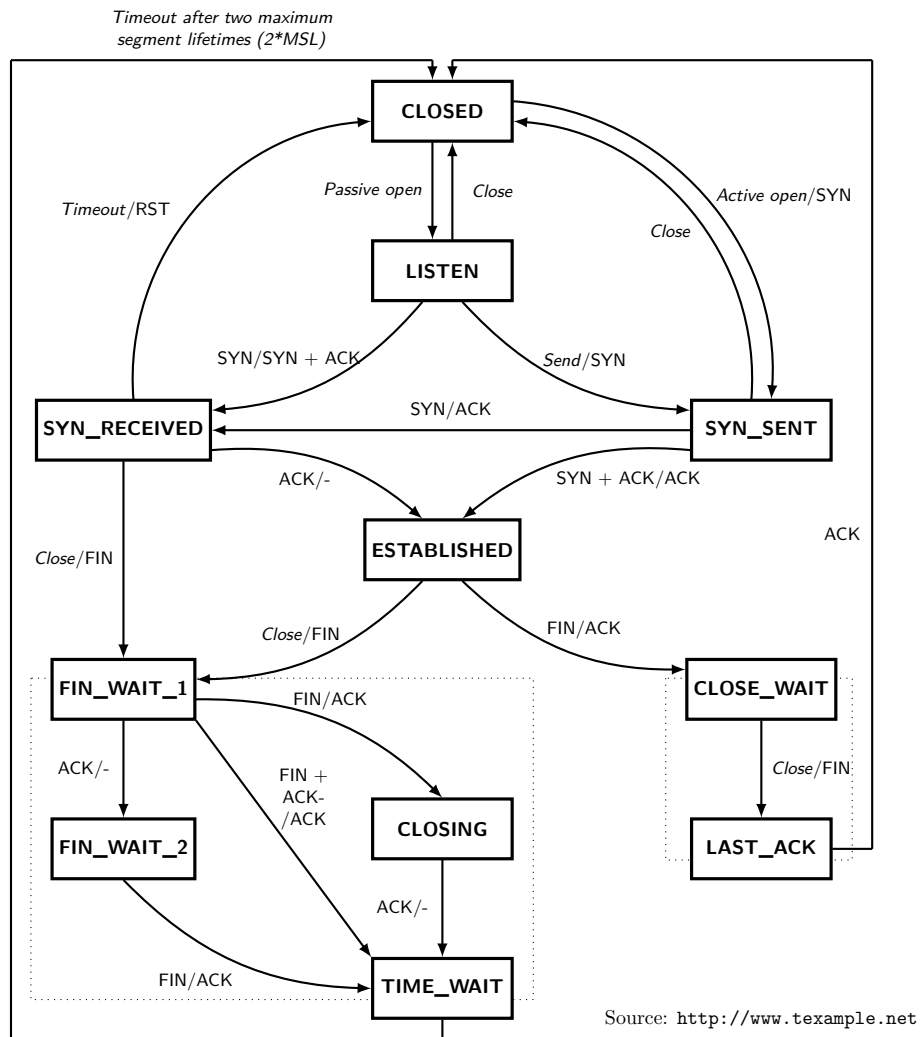 Timeout after two maximum
segment lifetimes (2*MSL)
CLOSED
Passive open
Close
Active open/SYN
Timeout/RST
Close
LISTEN
SYN/SYN + ACK
Send/SYN
SYN_RECEIVED
SYN/ACK
SYN_SENT
ACK/-
SYN + ACK/ACK
ACK
ESTABLISHED
Close/FIN
Close/FIN
FIN/ACK
FIN_WAIT_1
FIN/ACK
CLOSE_WAIT
ACK/-
FIN +
ACK-
/ACK
Close/FIN
CLOSING
FIN_WAIT_2
LAST_ACK
ACK/-
FIN/ACK
TIME_WAIT
Source: http://www.texample.net